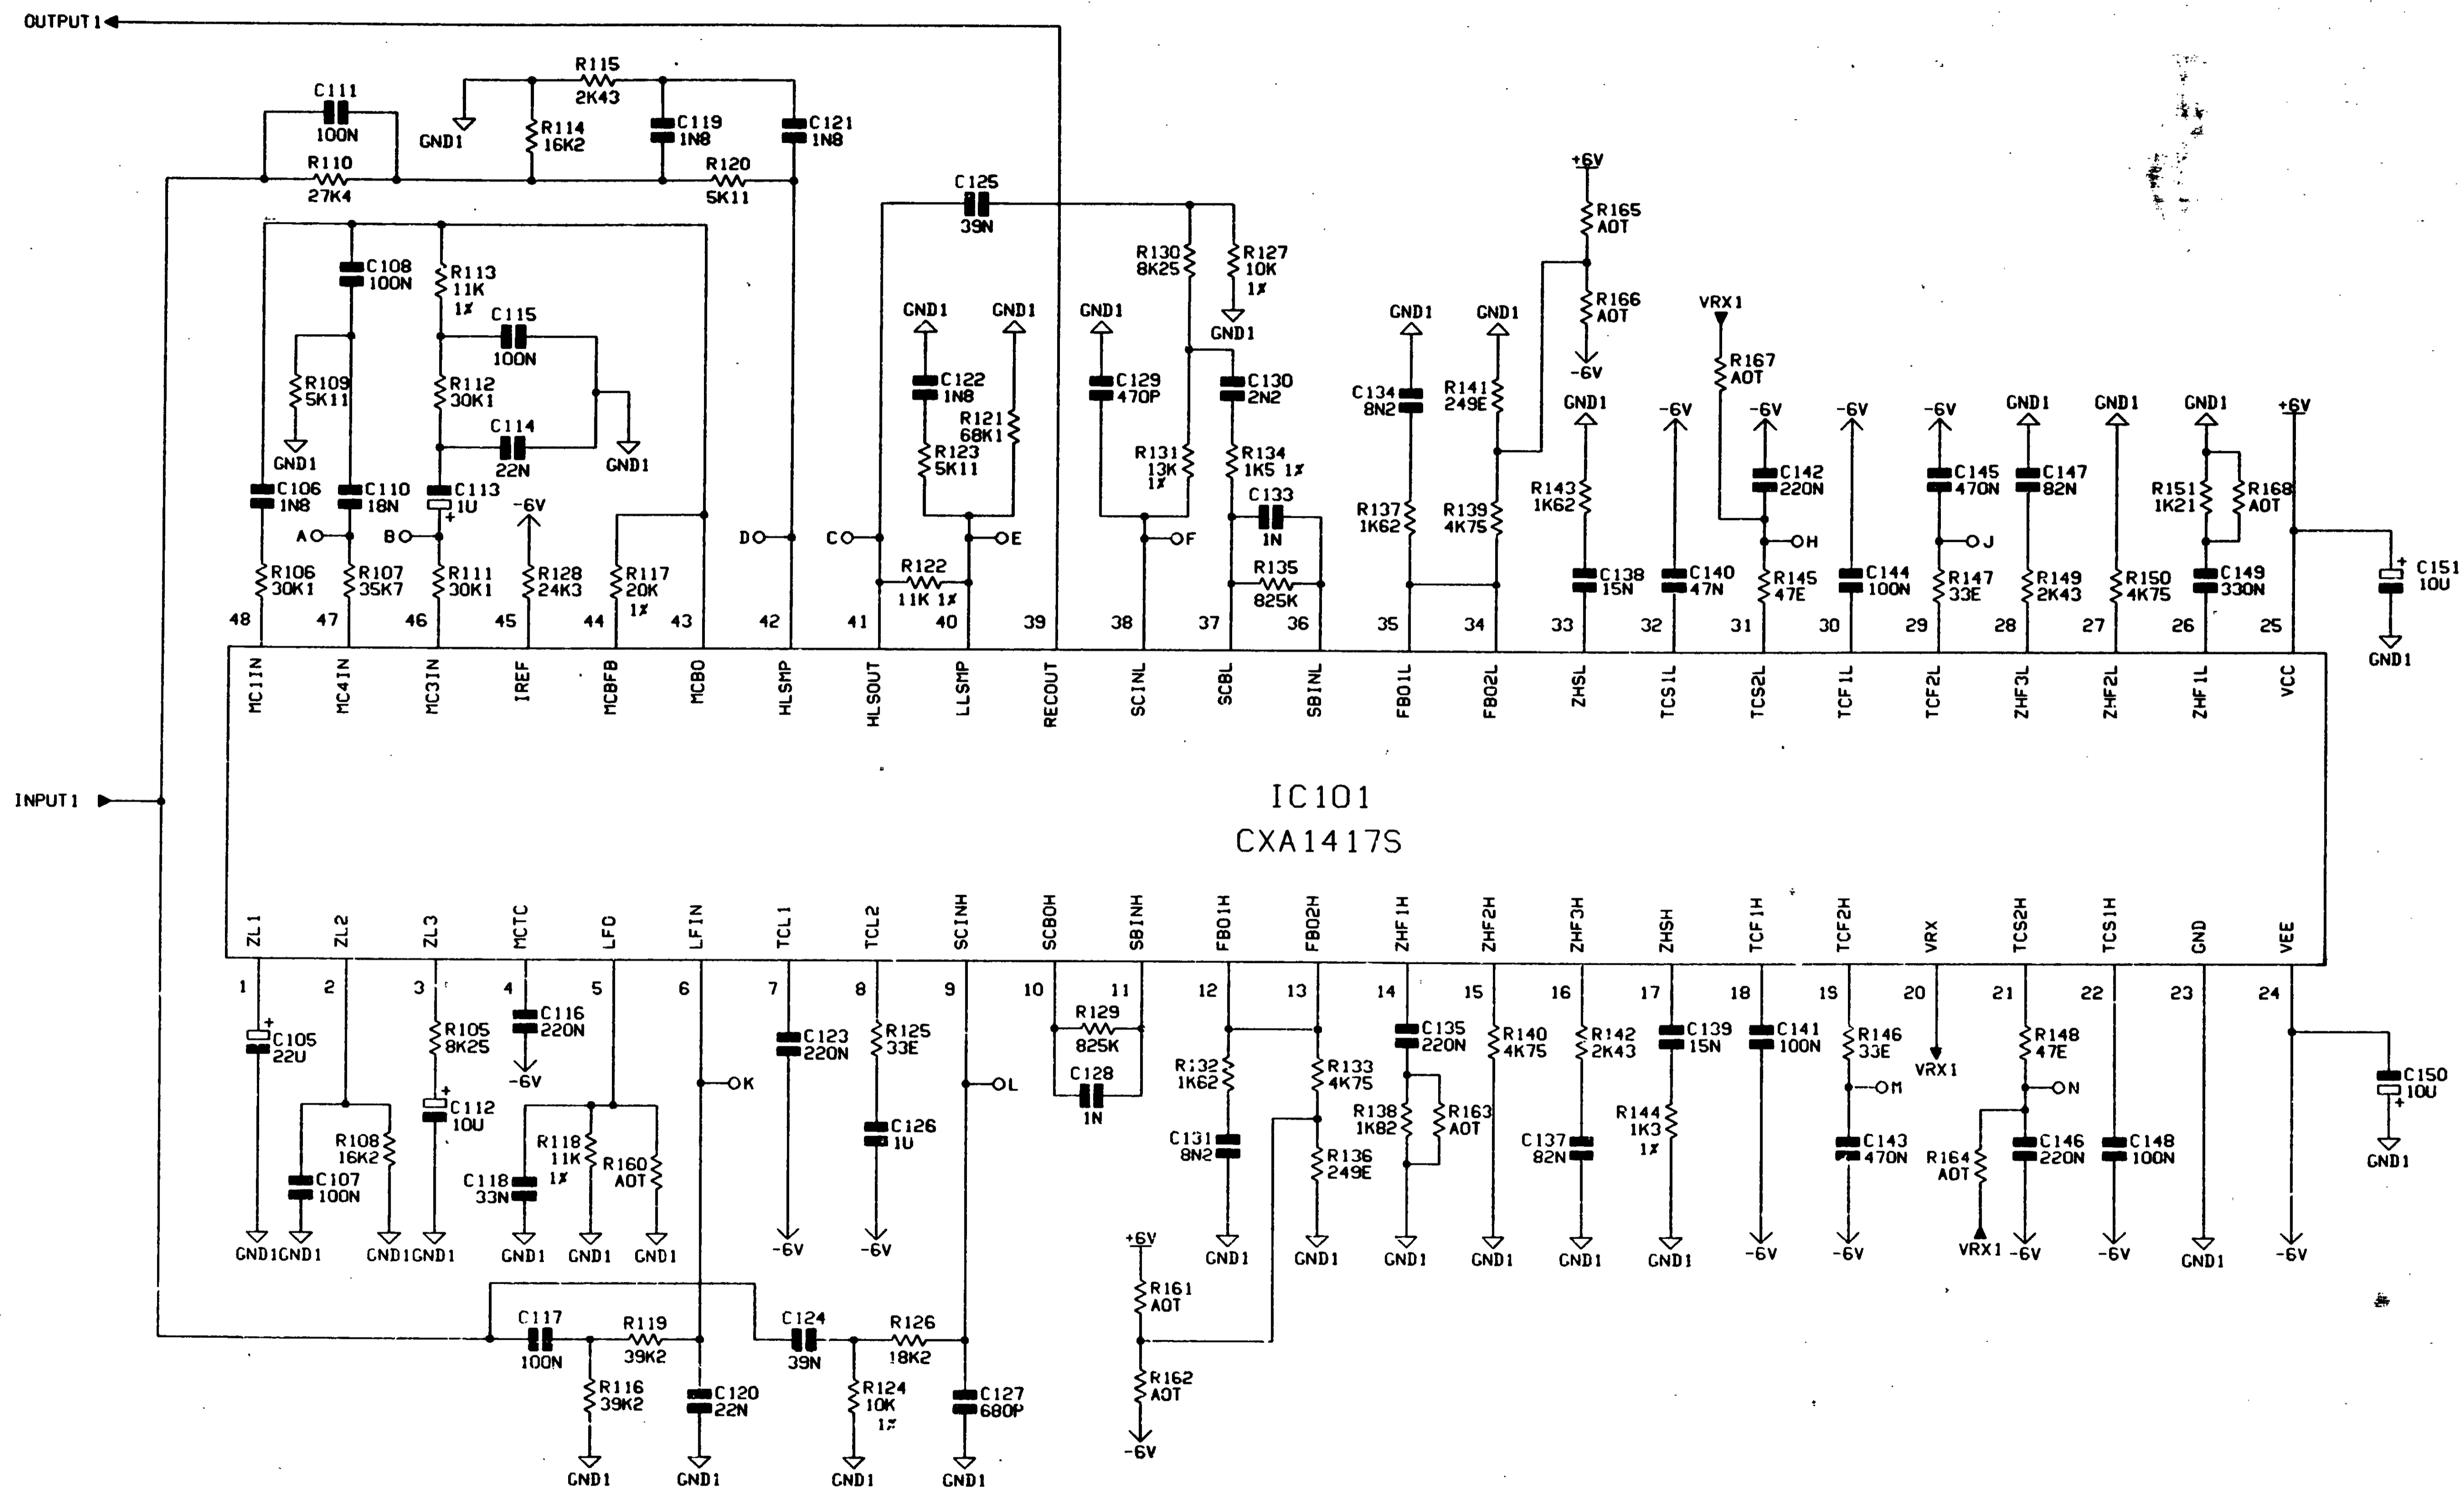 OUTPUT1
R115
2K43
C111
100N
GND1
R114
16K2
C119
1N8
C121
1N8
R110
27K4
R120
5K11
C125
39N
+6V
R165
AOT
R130
8K25
R127
10K
1%
C108
100N
R113
11K
1%
R166
AOT
VRX1
GND1
GND1
GND1
GND1
GND1
GND1
C115
100N
-6V
R167
AOT
R109
5K11
R112
30K1
C122
1N8
C129
470P
C130
2N2
C134
8N2
R141
249E
GND1
-6V
-6V
-6V
-6V
GND1
GND1
GND1
+6V
R121
68K1
C114
22N
GND1
GND1
R123
5K11
R131
13K
1%
R134
1K5 1%
C142
220N
C145
470N
C147
82N
C106
1N8
C110
18N
C113
1U
+
-6V
C133
1N
R137
1K62
R139
4K75
R143
1K62
R151
1K21
R168
AOT
A
B
D
C
E
F
H
J
R106
30K1
R107
35K7
R111
30K1
R128
24K3
R117
20K
1%
R122
11K 1%
R135
825K
C138
15N
C140
47N
R145
47E
C144
100N
R147
33E
R149
2K43
R150
4K75
C149
330N
+
C151
10U
GND1
48 47 46 45 44 43 42 41 40 39 38 37 36 35 34 33 32 31 30 29 28 27 26 25
MC1IN MC4IN MC3IN IREF MCBFB MCBO HLSMP HLSOUT LLSMP RECOUT SCINL SCBL SBINL FBO1L FBO2L ZHSL TCS1L TCS2L TCF1L TCF2L ZHF3L ZHF2L ZHF1L VCC
INPUT1
IC101
CXA1417S
ZL1 ZL2 ZL3 MCTC LFO LFIN TCL1 TCL2 SCINH SCBOH SBINH FBO1H FBO2H ZHF1H ZHF2H ZHF3H ZHSH TCF1H TCF2H VRX TCS2H TCS1H GND VEE
1 2 3 4 5 6 7 8 9 10 11 12 13 14 15 16 17 18 19 20 21 22 23 24
+
C105
22U
R105
8K25
C116
220N
-6V
C123
220N
R125
33E
R129
825K
C128
1N
C135
220N
R140
4K75
R142
2K43
C139
15N
C141
100N
R146
33E
VRX1
R148
47E
K
L
M
N
R132
1K62
R133
4K75
C150
10U
+
GND1
+
C112
10U
R108
16K2
C107
100N
C118
33N
R118
11K
1%
R160
AOT
C126
1U
C131
8N2
R136
249E
R138
1K82
R163
AOT
C137
82N
R144
1K3
1%
C143
470N
R164
AOT
C146
220N
C148
100N
GND1 GND1 GND1 GND1 GND1 GND1 GND1 -6V -6V +6V GND1 GND1 GND1 GND1 GND1 GND1 -6V -6V VRX1 -6V -6V GND1 -6V
R161
AOT
C117
100N
R119
39K2
C124
39N
R126
18K2
R116
39K2
C120
22N
R124
10K
1%
C127
680P
R162
AOT
GND1 GND1 GND1 GND1 -6V